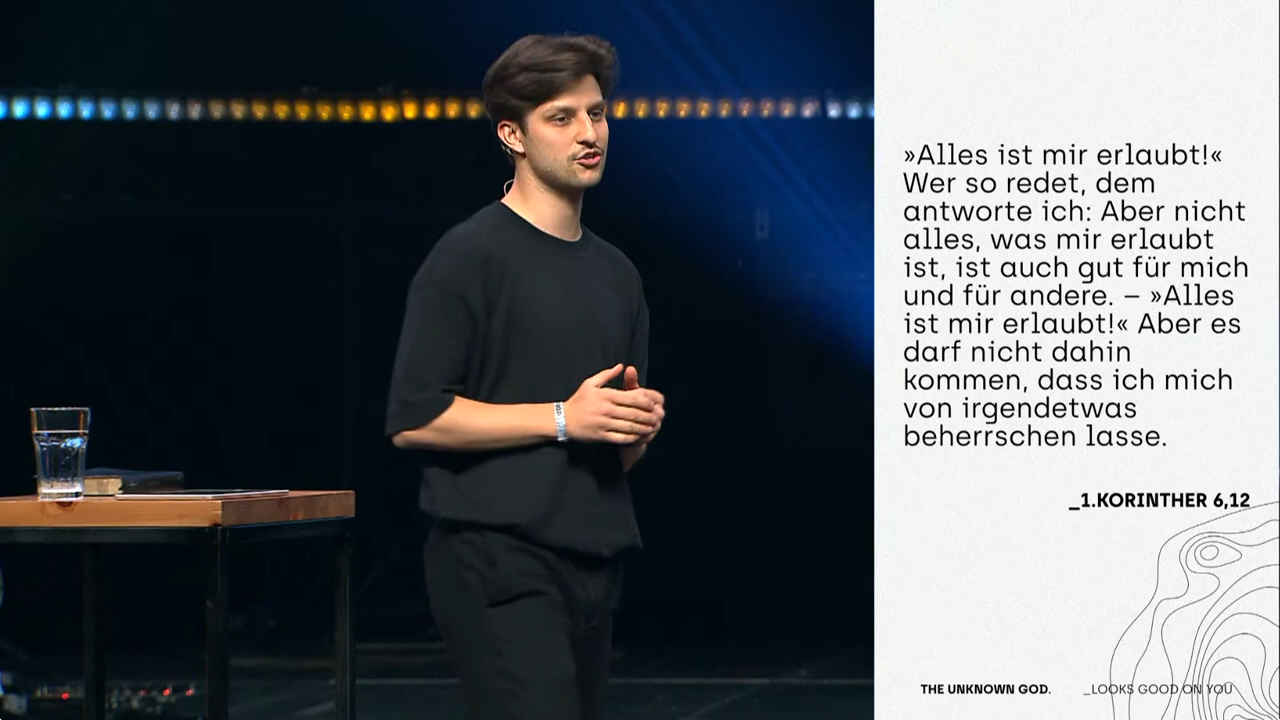 »Alles ist mir erlaubt!«
Wer so redet, dem
antworte ich: Aber nicht
alles, was mir erlaubt
ist, ist auch gut für mich
und für andere. – »Alles
ist mir erlaubt!« Aber es
darf nicht dahin
kommen, dass ich mich
von irgendetwas
beherrschen lasse.
_1.KORINTHER 6,12
THE UNKNOWN GOD. _LOOKS GOOD ON YOU